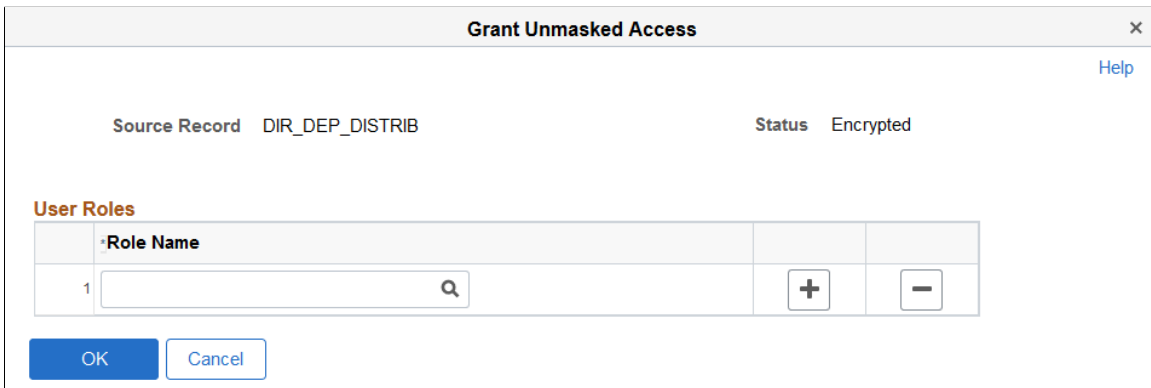 Grant Unmasked Access ×
Help
Source Record DIR_DEP_DISTRIB Status Encrypted
User Roles
*Role Name
1
OK Cancel